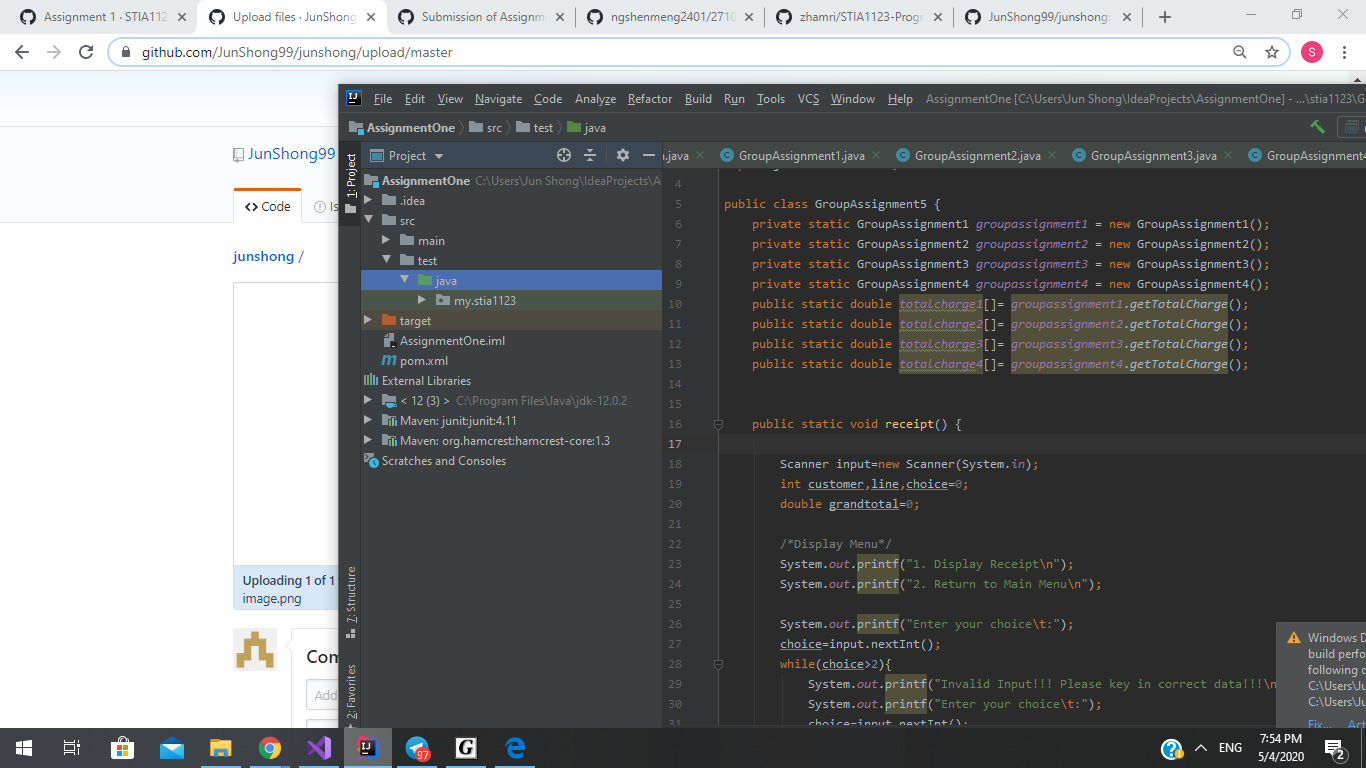 Assignment 1 · STIA112
Upload files · JunShong
Submission of Assignm
ngshenmeng2401/2710
zhamri/STIA1123-Progr
JunShong99/junshong:
github.com/JunShong99/junshong/upload/master
S
JunShong99
<> Code
Is
junshong /
Uploading 1 of 1
image.png
Com
Add
IJ File Edit View Navigate Code Analyze Refactor Build Run Tools VCS Window Help AssignmentOne [C:\Users\Jun Shong\IdeaProjects\AssignmentOne] - ...\stia1123\G
AssignmentOne src test java
1: Project
7: Structure
2: Favorites
Project
AssignmentOne C:\Users\Jun Shong\IdeaProjects\A
.idea
src
main
test
java
my.stia1123
target
AssignmentOne.iml
pom.xml
External Libraries
< 12 (3) > C:\Program Files\Java\jdk-12.0.2
Maven: junit:junit:4.11
Maven: org.hamcrest:hamcrest-core:1.3
Scratches and Consoles
.java GroupAssignment1.java GroupAssignment2.java GroupAssignment3.java GroupAssignment4
4
5 public class GroupAssignment5 {
6 private static GroupAssignment1 groupassignment1 = new GroupAssignment1();
7 private static GroupAssignment2 groupassignment2 = new GroupAssignment2();
8 private static GroupAssignment3 groupassignment3 = new GroupAssignment3();
9 private static GroupAssignment4 groupassignment4 = new GroupAssignment4();
10 public static double totalcharge1[]= groupassignment1.getTotalCharge();
11 public static double totalcharge2[]= groupassignment2.getTotalCharge();
12 public static double totalcharge3[]= groupassignment3.getTotalCharge();
13 public static double totalcharge4[]= groupassignment4.getTotalCharge();
14
15
16 public static void receipt() {
17
18 Scanner input=new Scanner(System.in);
19 int customer,line,choice=0;
20 double grandtotal=0;
21
22 /*Display Menu*/
23 System.out.printf("1. Display Receipt\n");
24 System.out.printf("2. Return to Main Menu\n");
25
26 System.out.printf("Enter your choice\t:");
27 choice=input.nextInt();
28 while(choice>2){
29 System.out.printf("Invalid Input!!! Please key in correct data!!!\n
30 System.out.printf("Enter your choice\t:");
31 choice=input.nextInt();
Windows D
build perfo
following d
C:\Users\Ju
C:\Users\Ju
Fix... Act
97
G
ENG
7:54 PM
5/4/2020
2